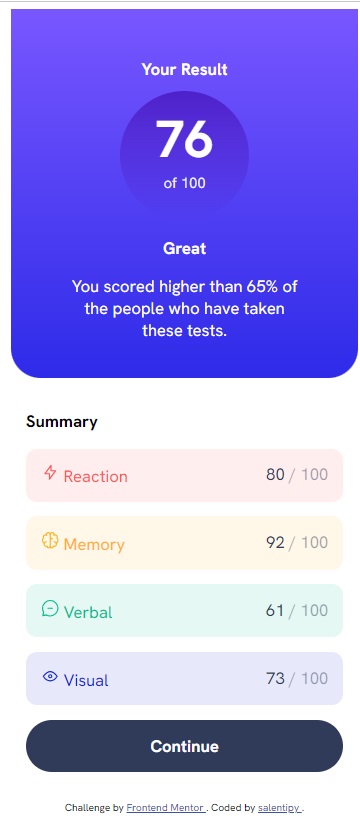 Your Result
76
of 100
Great
You scored higher than 65% of
the people who have taken
these tests.
Summary
Reaction 80 / 100
Memory 92 / 100
Verbal 61 / 100
Visual 73 / 100
Continue
Challenge by Frontend Mentor . Coded by salentipy .